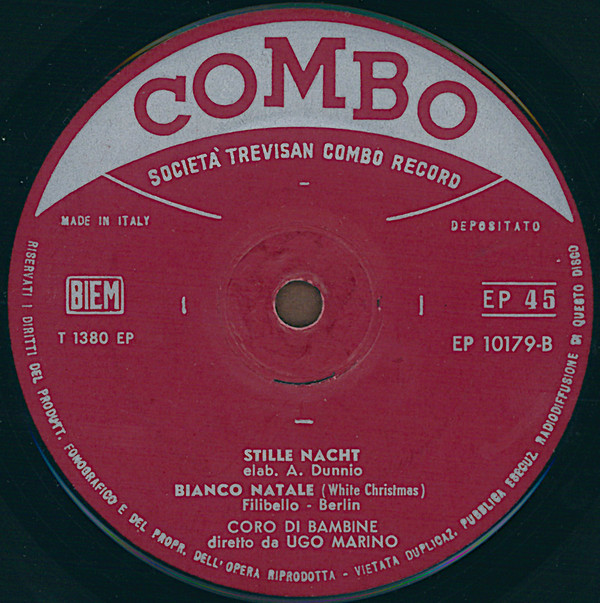 COMBO
SOCIETÀ TREVISAN COMBO RECORD
MADE IN ITALY
DEPOSITATO
BIEM
EP 45
T 1380 EP
EP 10179-B
STILLE NACHT
elab. A. Dunnio
BIANCO NATALE (White Christmas)
Filibello - Berlin
CORO DI BAMBINE
diretto da UGO MARINO
RISERVATI I DIRITTI DEL PRODUTT. FONOGRAFICO E DEL PROPR. DELL'OPERA RIPRODOTTA - VIETATA DUPLICAZ. PUBBLICA ESECUZ. RADIODIFFUSIONE DI QUESTO DISCO